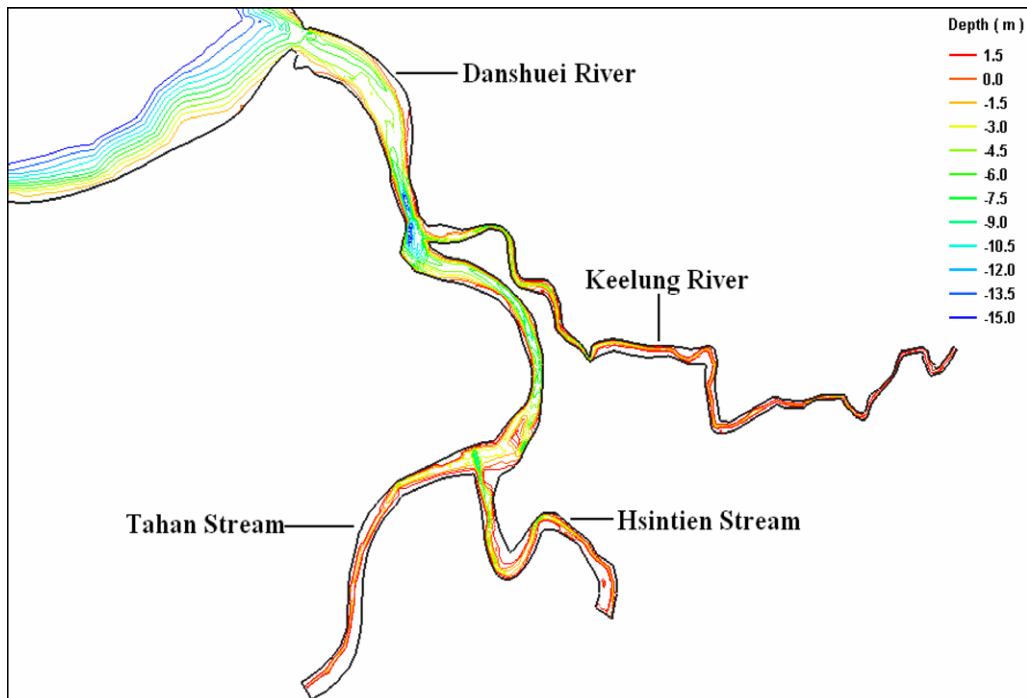 Depth ( m )
1.5
0.0
-1.5
-3.0
-4.5
-6.0
-7.5
-9.0
-10.5
-12.0
-13.5
-15.0
Danshuei River
Keelung River
Tahan Stream
Hsintien Stream